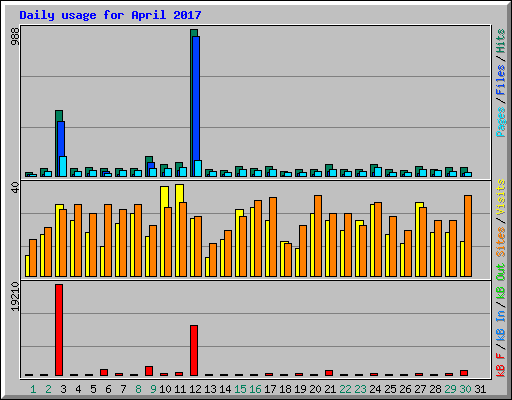 Daily usage for April 2017
988
Pages / Files / Hits
40
Sites / Visits
19210
kB F / kB In / kB Out
1 2 3 4 5 6 7 8 9 10 11 12 13 14 15 16 17 18 19 20 21 22 23 24 25 26 27 28 29 30 31